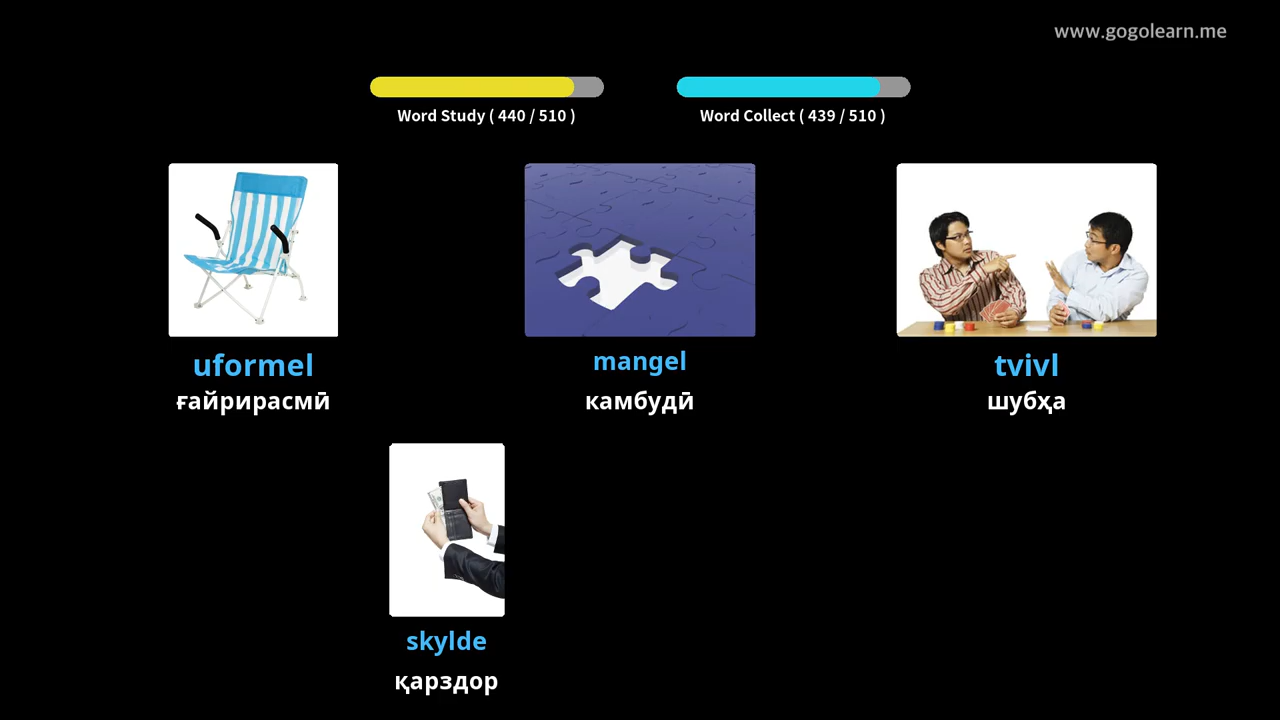 www.gogolearn.me
Word Study ( 440 / 510 )
Word Collect ( 439 / 510 )
uformel
mangel
tvivl
ғайрирасмӣ
камбудӣ
шубҳа
skylde
қарздор